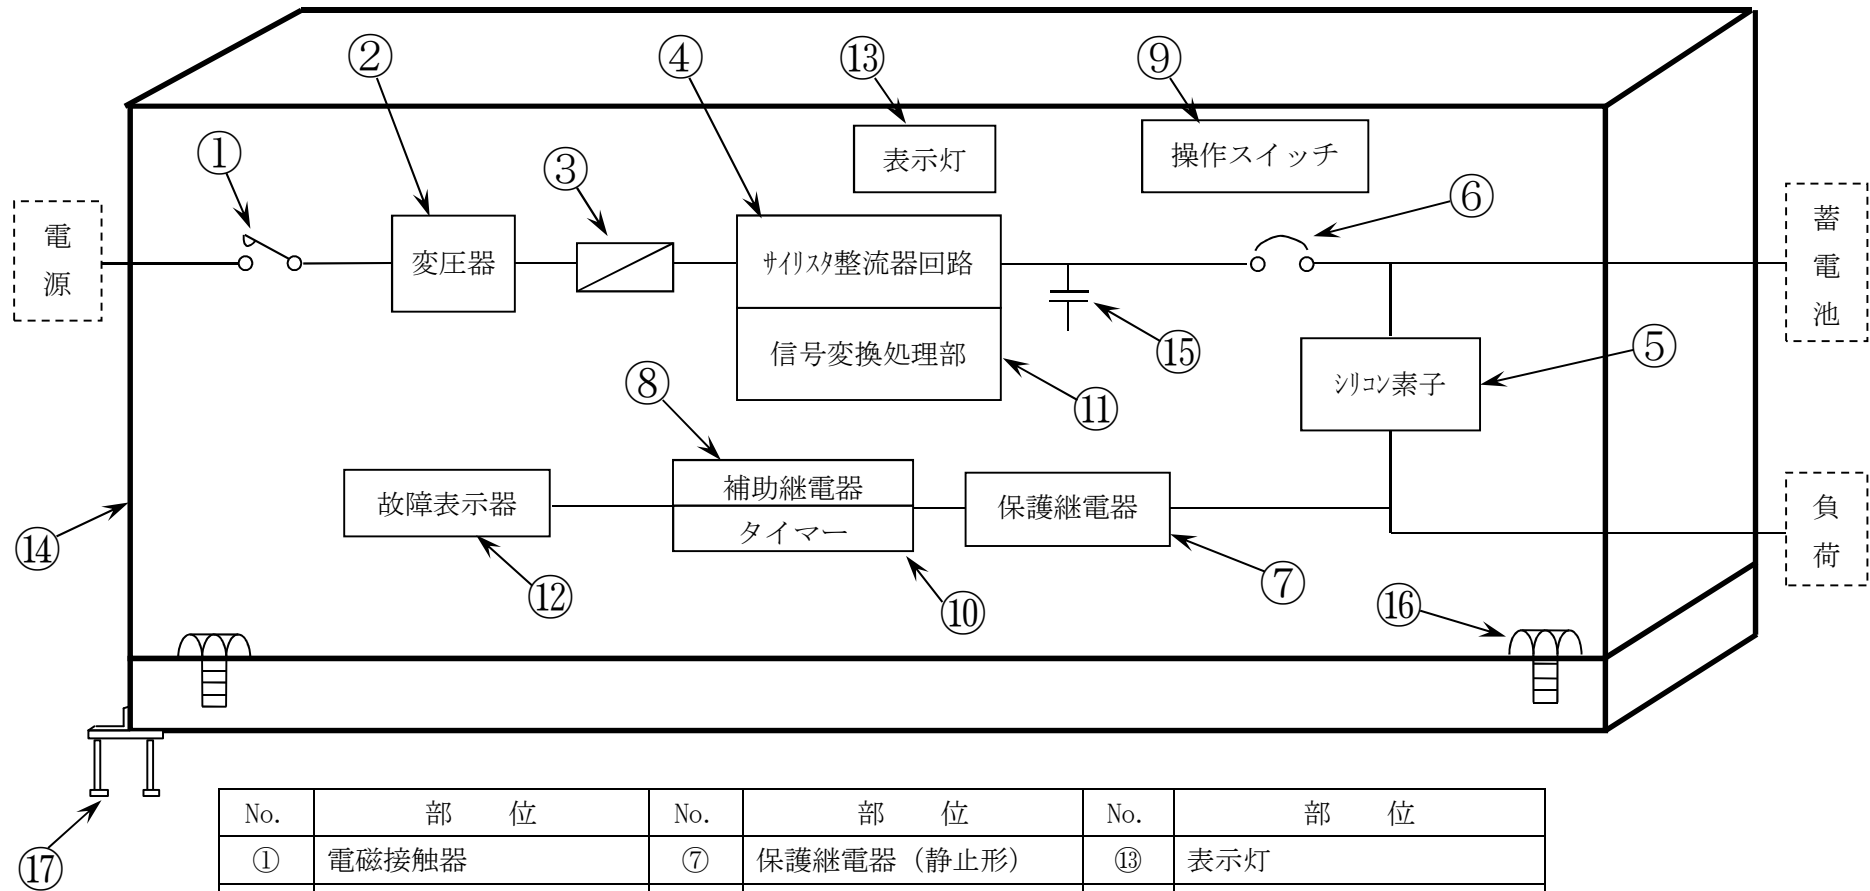 ②
④
⑬
⑨
①
③
表示灯
操作スイッチ
⑥
電源
変圧器
ｻｲﾘｽﾀ整流器回路
蓄電池
信号変換処理部
⑮
⑤
⑧
⑪
ｼﾘｺﾝ素子
故障表示器
補助継電器
タイマー
保護継電器
負荷
⑭
⑫
⑩
⑦
⑯
⑰
No. 部 位 No. 部 位 No. 部 位
① 電磁接触器 ⑦ 保護継電器（静止形） ⑬ 表示灯